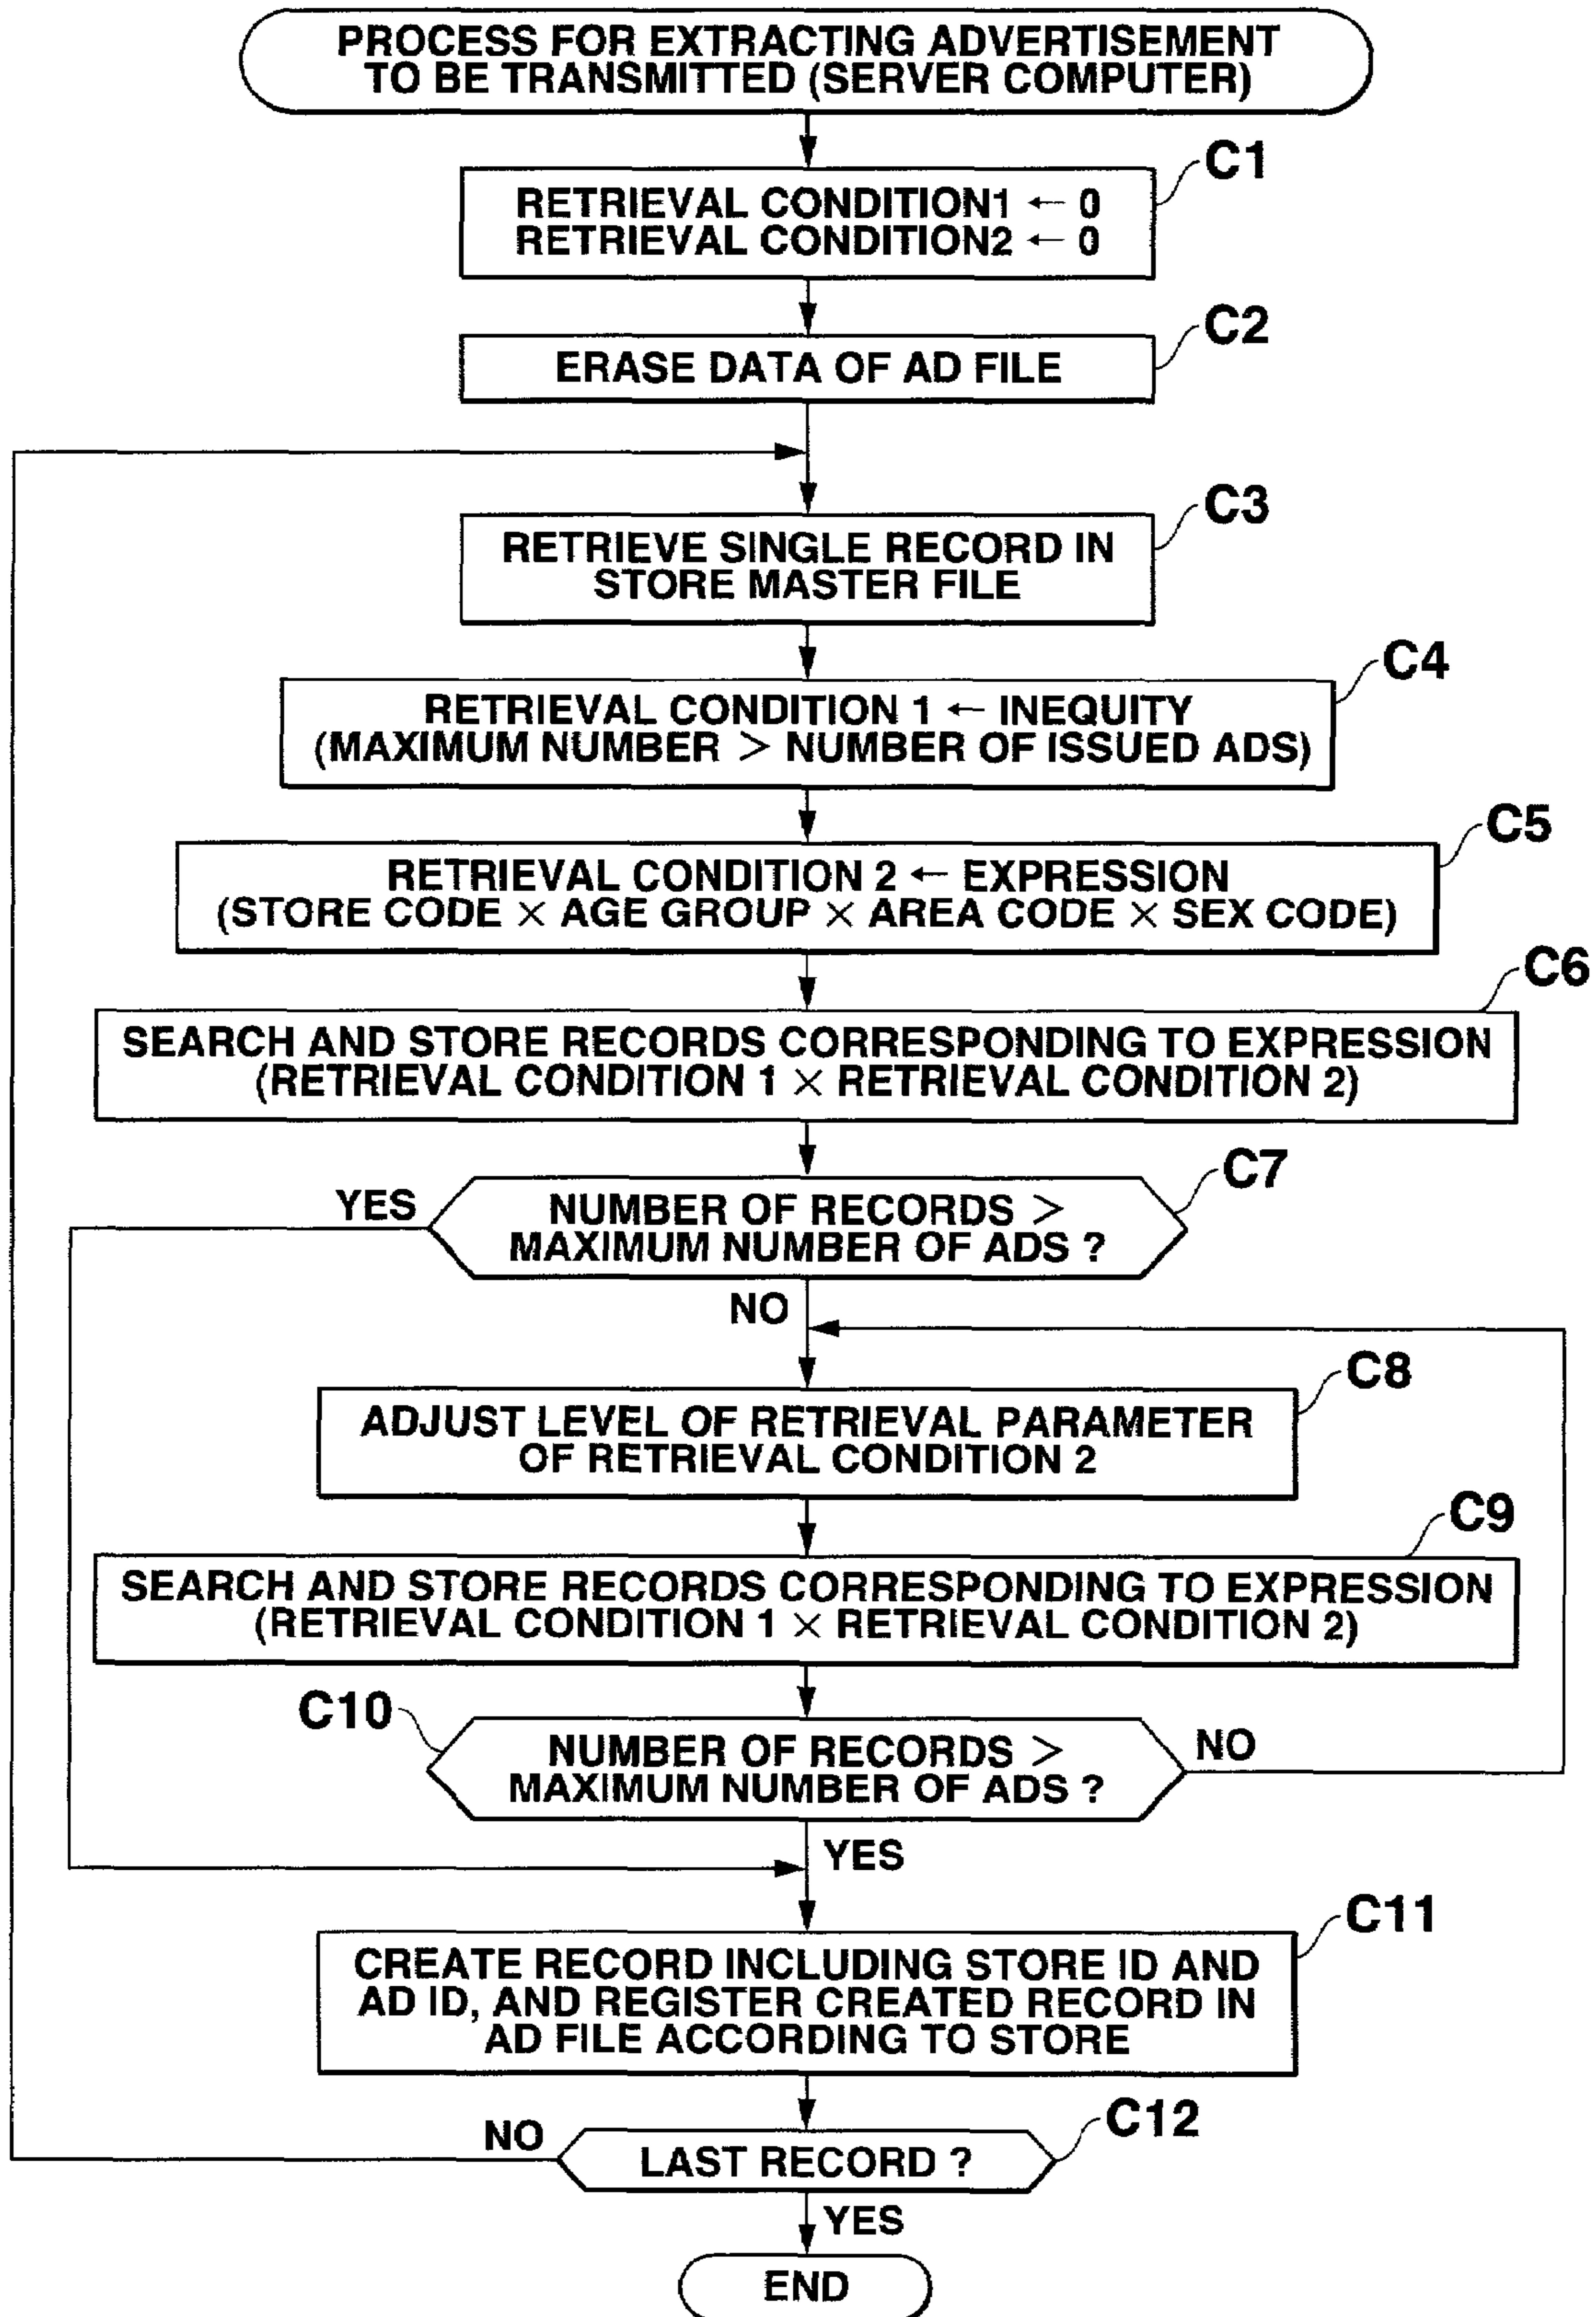 PROCESS FOR EXTRACTING ADVERTISEMENT
TO BE TRANSMITTED (SERVER COMPUTER)
C1
RETRIEVAL CONDITION1 ← 0
RETRIEVAL CONDITION2 ← 0
C2
ERASE DATA OF AD FILE
C3
RETRIEVE SINGLE RECORD IN
STORE MASTER FILE
C4
RETRIEVAL CONDITION 1 ← INEQUITY
(MAXIMUM NUMBER > NUMBER OF ISSUED ADS)
C5
RETRIEVAL CONDITION 2 ← EXPRESSION
(STORE CODE × AGE GROUP × AREA CODE × SEX CODE)
C6
SEARCH AND STORE RECORDS CORRESPONDING TO EXPRESSION
(RETRIEVAL CONDITION 1 × RETRIEVAL CONDITION 2)
C7
YES
NUMBER OF RECORDS >
MAXIMUM NUMBER OF ADS ?
NO
C8
ADJUST LEVEL OF RETRIEVAL PARAMETER
OF RETRIEVAL CONDITION 2
C9
SEARCH AND STORE RECORDS CORRESPONDING TO EXPRESSION
(RETRIEVAL CONDITION 1 × RETRIEVAL CONDITION 2)
C10
NUMBER OF RECORDS >
MAXIMUM NUMBER OF ADS ?
NO
YES
C11
CREATE RECORD INCLUDING STORE ID AND
AD ID, AND REGISTER CREATED RECORD IN
AD FILE ACCORDING TO STORE
C12
NO
LAST RECORD ?
YES
END